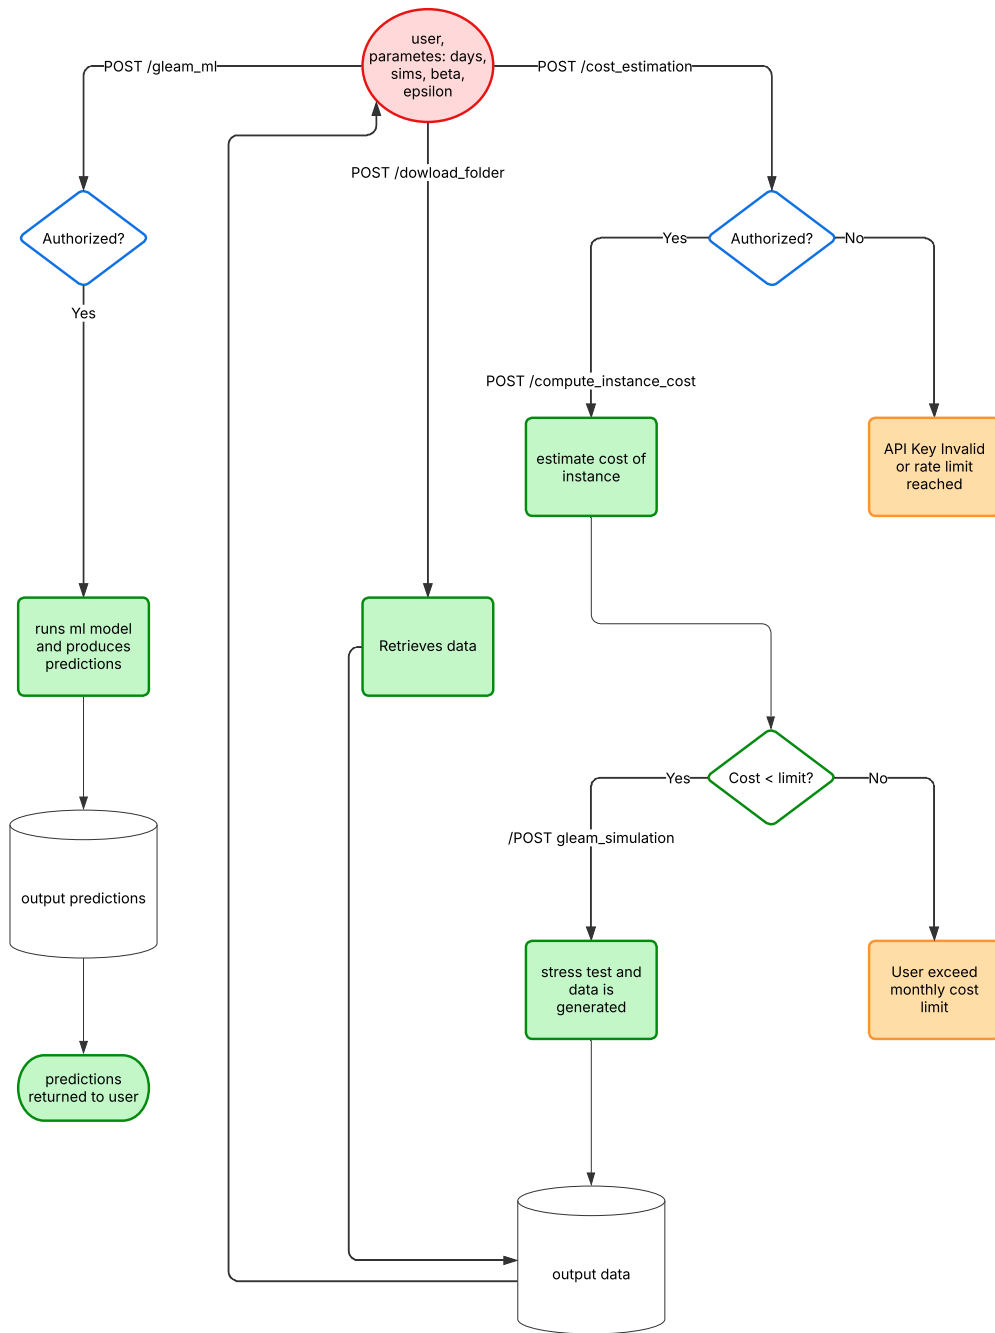 user,
parametes: days,
sims, beta,
epsilon
POST /gleam_ml
POST /cost_estimation
POST /dowload_folder
Authorized?
Authorized?
Yes
No
Yes
POST /compute_instance_cost
estimate cost of
instance
API Key Invalid
or rate limit
reached
runs ml model
and produces
predictions
Retrieves data
Cost < limit?
Yes
No
/POST gleam_simulation
output predictions
stress test and
data is
generated
User exceed
monthly cost
limit
predictions
returned to user
output data